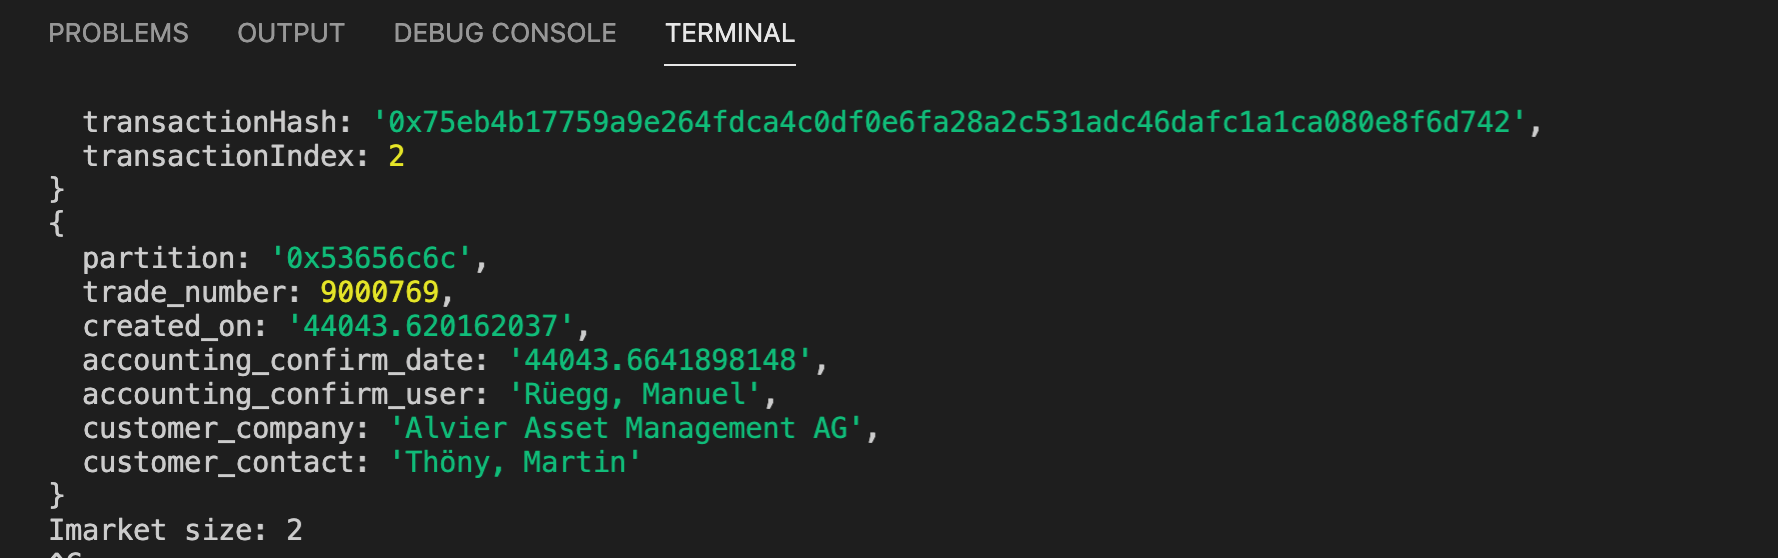 PROBLEMS OUTPUT DEBUG CONSOLE TERMINAL
transactionHash: '0x75eb4b17759a9e264fdca4c0df0e6fa28a2c531adc46dafc1a1ca080e8f6d742',
transactionIndex: 2
}
{
partition: '0x53656c6c',
trade_number: 9000769,
created_on: '44043.620162037',
accounting_confirm_date: '44043.6641898148',
accounting_confirm_user: 'Rüegg, Manuel',
customer_company: 'Alvier Asset Management AG',
customer_contact: 'Thöny, Martin'
}
Imarket size: 2